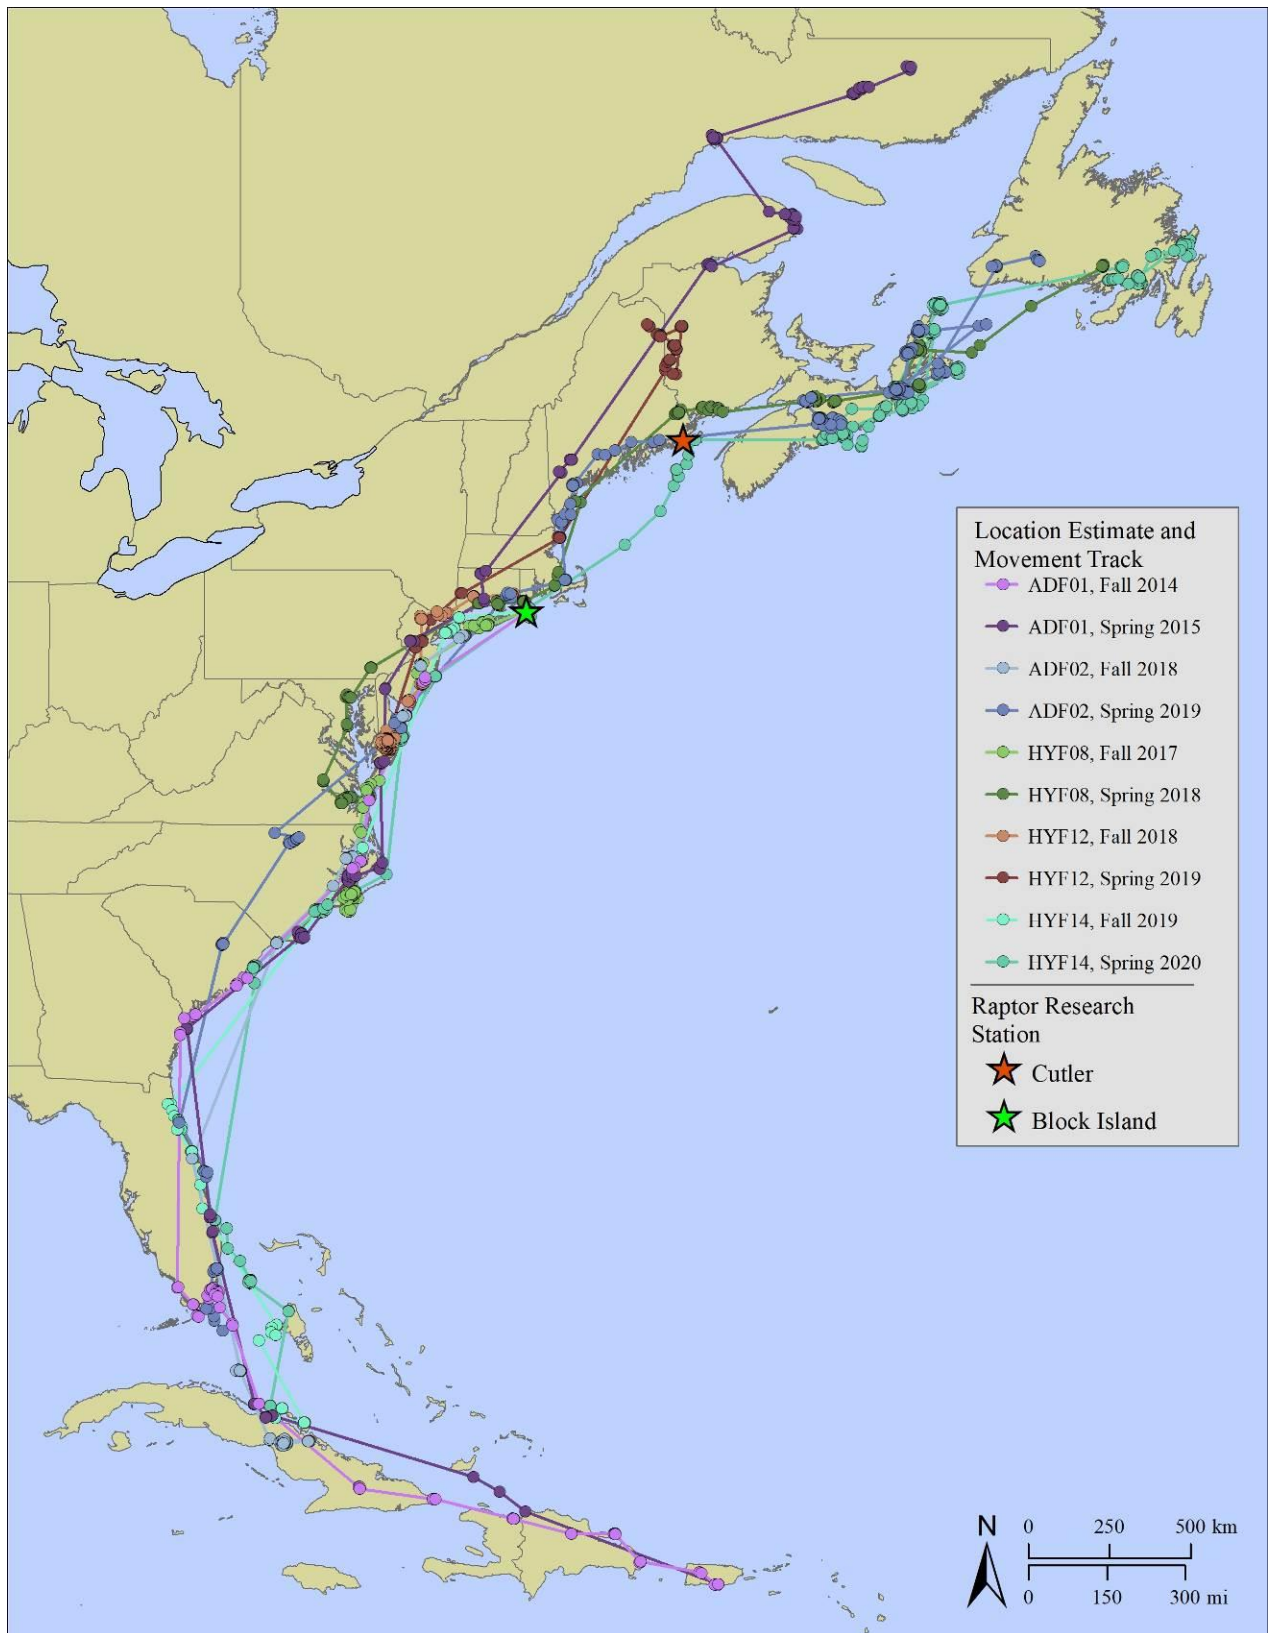 Location Estimate and
Movement Track
ADF01, Fall 2014
ADF01, Spring 2015
ADF02, Fall 2018
ADF02, Spring 2019
HYF08, Fall 2017
HYF08, Spring 2018
HYF12, Fall 2018
HYF12, Spring 2019
HYF14, Fall 2019
HYF14, Spring 2020
Raptor Research
Station
Cutler
Block Island
N
0 250 500 km
0 150 300 mi